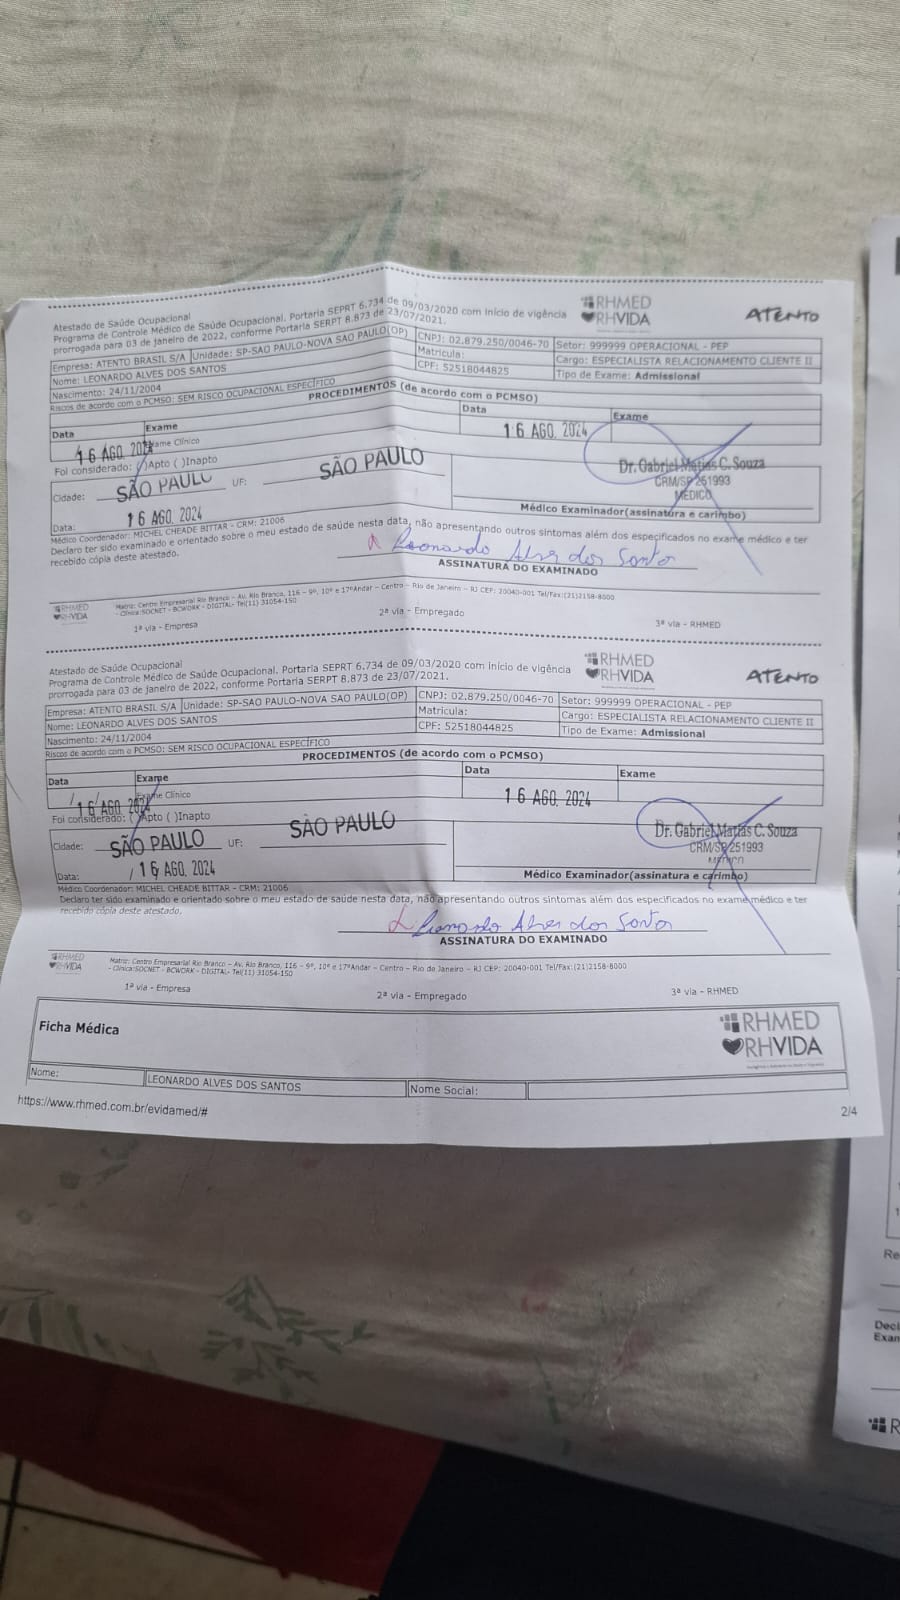 Atestado de Saúde Ocupacional
Programa de Controle Médico de Saúde Ocupacional. Portaria SEPRT 6.734 de 09/03/2020 com início de vigência
prorrogada para 03 de janeiro de 2022, conforme Portaria SERPT 8.873 de 23/07/2021.
RHMED
RHVIDA
ATENTO
Empresa: ATENTO BRASIL S/A Unidade: SP-SAO PAULO-NOVA SAO PAULO(OP) CNPJ: 02.879.250/0046-70 Setor: 999999 OPERACIONAL - PEP
Nome: LEONARDO ALVES DOS SANTOS Matricula: Cargo: ESPECIALISTA RELACIONAMENTO CLIENTE II
Nascimento: 24/11/2004 CPF: 52518044825 Tipo de Exame: Admissional
Riscos de acordo com o PCMSO: SEM RISCO OCUPACIONAL ESPECÍFICO
PROCEDIMENTOS (de acordo com o PCMSO)
Data Exame Data Exame
16 AGO. 2024 Exame Clínico 16 AGO. 2024
Foi considerado: ( )Apto ( )Inapto
Dr. Gabriel Matias C. Souza
CRM/SP 251993
MÉDICO
Cidade: SÃO PAULO UF: SÃO PAULO
Data: 16 AGO. 2024
Médico Examinador(assinatura e carimbo)
Médico Coordenador: MICHEL CHEADE BITTAR - CRM: 21006
Declaro ter sido examinado e orientado sobre o meu estado de saúde nesta data, não apresentando outros sintomas além dos especificados no exame médico e ter
recebido cópia deste atestado.
Leonardo Alves dos Santo
ASSINATURA DO EXAMINADO
RHMED
RHVIDA
Matriz: Centro Empresarial Rio Branco - Av. Rio Branco, 116 - 9º, 10º e 17ºAndar - Centro - Rio de Janeiro - RJ CEP: 20040-001 Tel/Fax:(21)2158-8000
- Clínica:SOCNET - BCWORK - DIGITAL- Tel(11) 31054-150
1ª via - Empresa 2ª via - Empregado 3ª via - RHMED
Atestado de Saúde Ocupacional
Programa de Controle Médico de Saúde Ocupacional. Portaria SEPRT 6.734 de 09/03/2020 com início de vigência
prorrogada para 03 de janeiro de 2022, conforme Portaria SERPT 8.873 de 23/07/2021.
RHMED
RHVIDA
ATENTO
Empresa: ATENTO BRASIL S/A Unidade: SP-SAO PAULO-NOVA SAO PAULO(OP) CNPJ: 02.879.250/0046-70 Setor: 999999 OPERACIONAL - PEP
Nome: LEONARDO ALVES DOS SANTOS Matricula: Cargo: ESPECIALISTA RELACIONAMENTO CLIENTE II
Nascimento: 24/11/2004 CPF: 52518044825 Tipo de Exame: Admissional
Riscos de acordo com o PCMSO: SEM RISCO OCUPACIONAL ESPECÍFICO
PROCEDIMENTOS (de acordo com o PCMSO)
Data Exame Data Exame
16 AGO. 2024 Exame Clínico 16 AGO. 2024
Foi considerado: ( )Apto ( )Inapto
Dr. Gabriel Matias C. Souza
CRM/SP 251993
MÉDICO
Cidade: SÃO PAULO UF: SÃO PAULO
Data: 16 AGO. 2024
Médico Examinador(assinatura e carimbo)
Médico Coordenador: MICHEL CHEADE BITTAR - CRM: 21006
Declaro ter sido examinado e orientado sobre o meu estado de saúde nesta data, não apresentando outros sintomas além dos especificados no exame médico e ter
recebido cópia deste atestado.
Leonardo Alves dos Santo
ASSINATURA DO EXAMINADO
RHMED
RHVIDA
Matriz: Centro Empresarial Rio Branco - Av. Rio Branco, 116 - 9º, 10º e 17ºAndar - Centro - Rio de Janeiro - RJ CEP: 20040-001 Tel/Fax:(21)2158-8000
- Clínica:SOCNET - BCWORK - DIGITAL- Tel(11) 31054-150
1ª via - Empresa 2ª via - Empregado 3ª via - RHMED
Ficha Médica
RHMED
RHVIDA
Nome: LEONARDO ALVES DOS SANTOS Nome Social:
https://www.rhmed.com.br/evidamed/#
2/4
Re
Decl
Exam
R